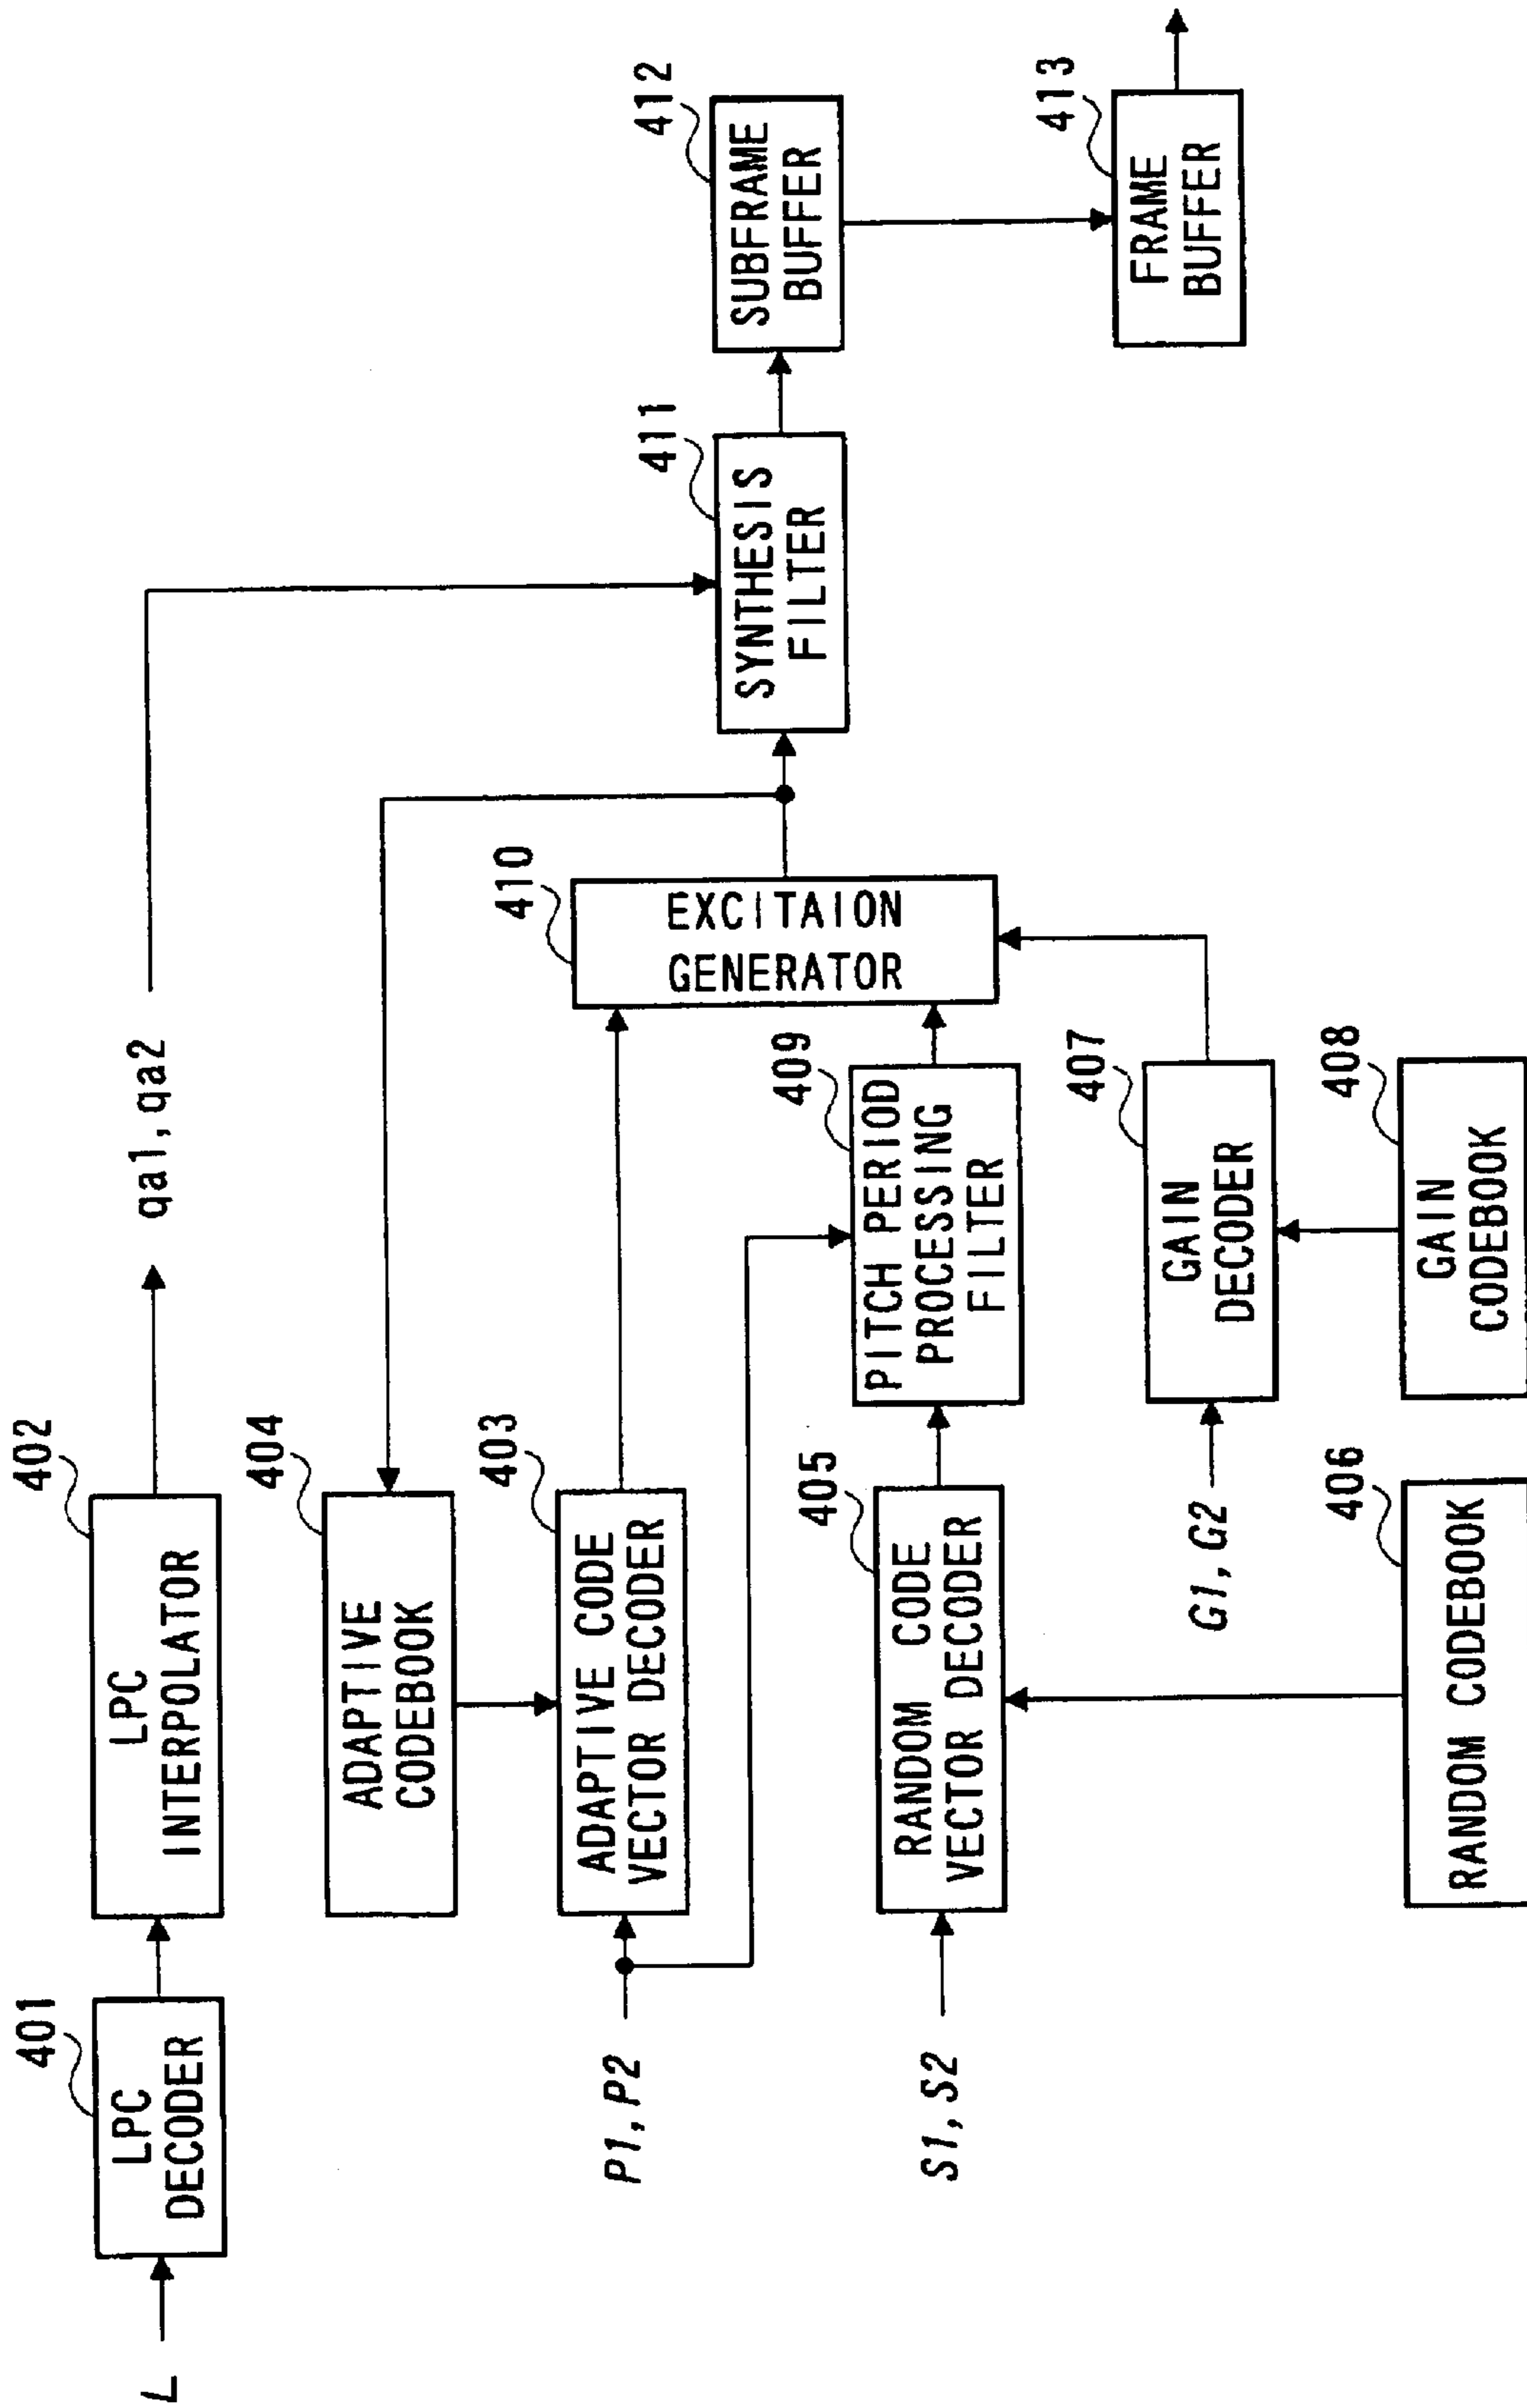 L
401
LPC
DECODER
402
LPC
INTERPOLATOR
qa1, qa2
404
ADAPTIVE
CODEBOOK
P1, P2
403
ADAPTIVE CODE
VECTOR DECODER
S1, S2
405
RANDOM CODE
VECTOR DECODER
406
RANDOM CODEBOOK
409
PITCH PERIOD
PROCESSING
FILTER
G1, G2
407
GAIN
DECODER
408
GAIN
CODEBOOK
410
EXCITAION
GENERATOR
411
SYNTHESIS
FILTER
412
SUBFRAME
BUFFER
413
FRAME
BUFFER